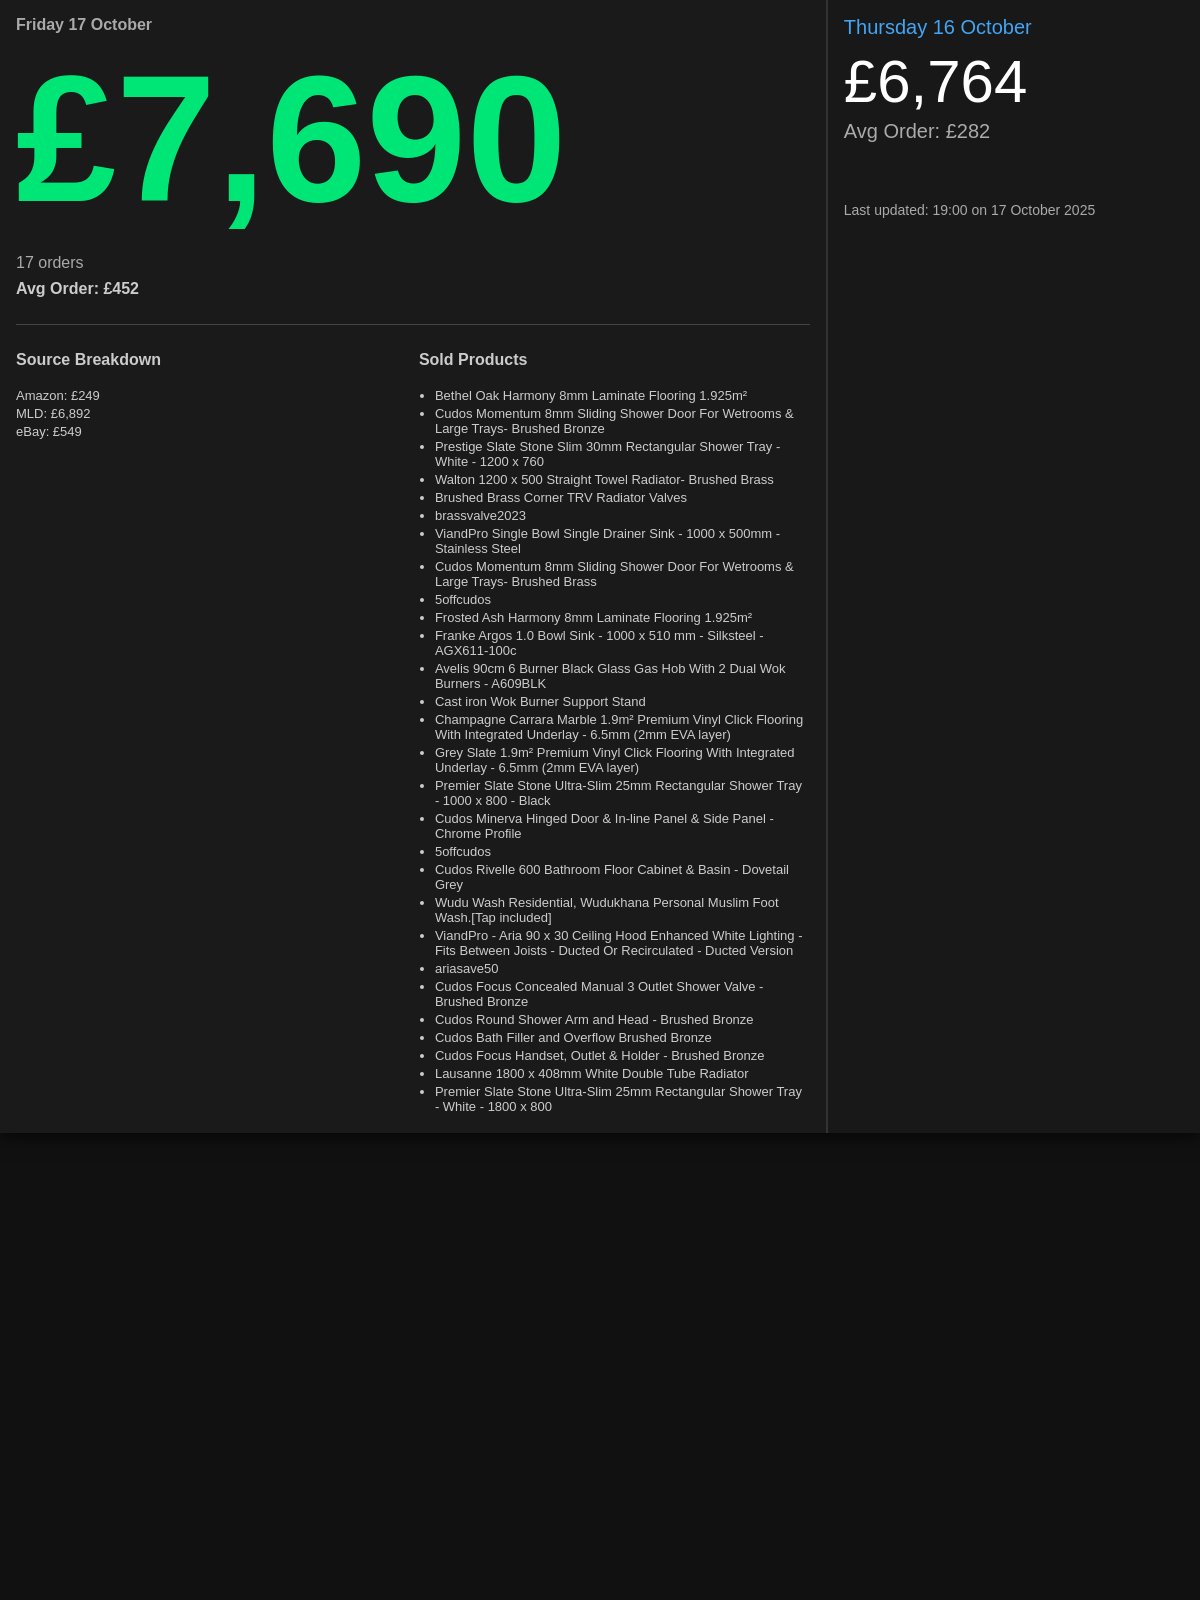 Friday 17 October
£7,690
17 orders
Avg Order: £452
Source Breakdown
Amazon: £249
MLD: £6,892
eBay: £549
Sold Products
• Bethel Oak Harmony 8mm Laminate Flooring 1.925m²
• Cudos Momentum 8mm Sliding Shower Door For Wetrooms &
Large Trays- Brushed Bronze
• Prestige Slate Stone Slim 30mm Rectangular Shower Tray -
White - 1200 x 760
• Walton 1200 x 500 Straight Towel Radiator- Brushed Brass
• Brushed Brass Corner TRV Radiator Valves
• brassvalve2023
• ViandPro Single Bowl Single Drainer Sink - 1000 x 500mm -
Stainless Steel
• Cudos Momentum 8mm Sliding Shower Door For Wetrooms &
Large Trays- Brushed Brass
• 5offcudos
• Frosted Ash Harmony 8mm Laminate Flooring 1.925m²
• Franke Argos 1.0 Bowl Sink - 1000 x 510 mm - Silksteel -
AGX611-100c
• Avelis 90cm 6 Burner Black Glass Gas Hob With 2 Dual Wok
Burners - A609BLK
• Cast iron Wok Burner Support Stand
• Champagne Carrara Marble 1.9m² Premium Vinyl Click Flooring
With Integrated Underlay - 6.5mm (2mm EVA layer)
• Grey Slate 1.9m² Premium Vinyl Click Flooring With Integrated
Underlay - 6.5mm (2mm EVA layer)
• Premier Slate Stone Ultra-Slim 25mm Rectangular Shower Tray
- 1000 x 800 - Black
• Cudos Minerva Hinged Door & In-line Panel & Side Panel -
Chrome Profile
• 5offcudos
• Cudos Rivelle 600 Bathroom Floor Cabinet & Basin - Dovetail
Grey
• Wudu Wash Residential, Wudukhana Personal Muslim Foot
Wash.[Tap included]
• ViandPro - Aria 90 x 30 Ceiling Hood Enhanced White Lighting -
Fits Between Joists - Ducted Or Recirculated - Ducted Version
• ariasave50
• Cudos Focus Concealed Manual 3 Outlet Shower Valve -
Brushed Bronze
• Cudos Round Shower Arm and Head - Brushed Bronze
• Cudos Bath Filler and Overflow Brushed Bronze
• Cudos Focus Handset, Outlet & Holder - Brushed Bronze
• Lausanne 1800 x 408mm White Double Tube Radiator
• Premier Slate Stone Ultra-Slim 25mm Rectangular Shower Tray
- White - 1800 x 800
Thursday 16 October
£6,764
Avg Order: £282
Last updated: 19:00 on 17 October 2025